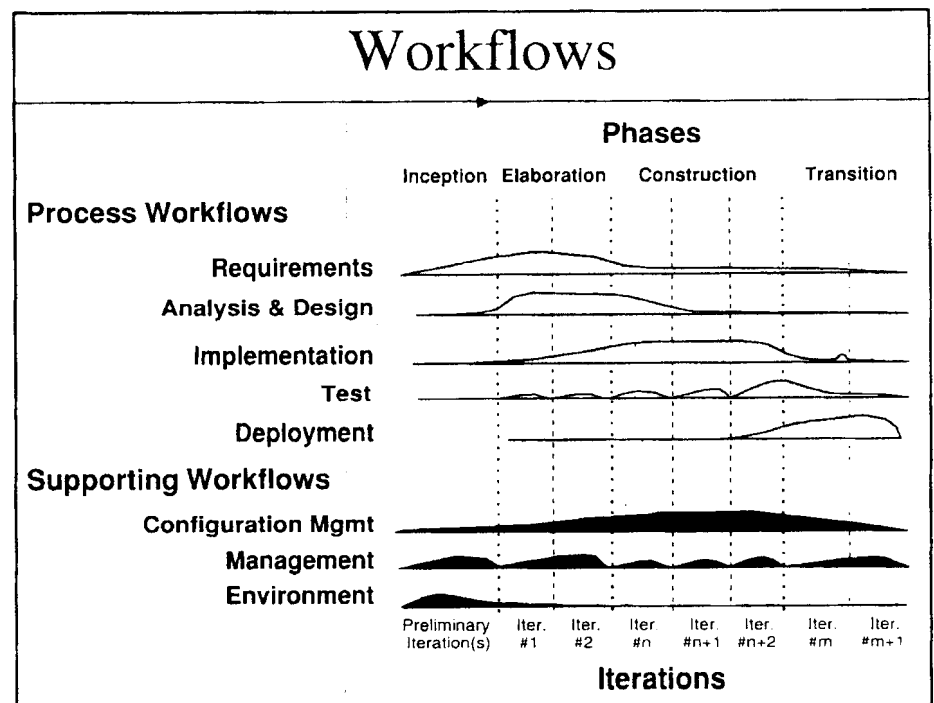 Workflows
Phases
Inception Elaboration Construction Transition
Process Workflows
Requirements
Analysis & Design
Implementation
Test
Deployment
Supporting Workflows
Configuration Mgmt
Management
Environment
Preliminary Iter. Iter. Iter. Iter. Iter. Iter. Iter.
Iteration(s) #1 #2 #n #n+1 #n+2 #m #m+1
Iterations